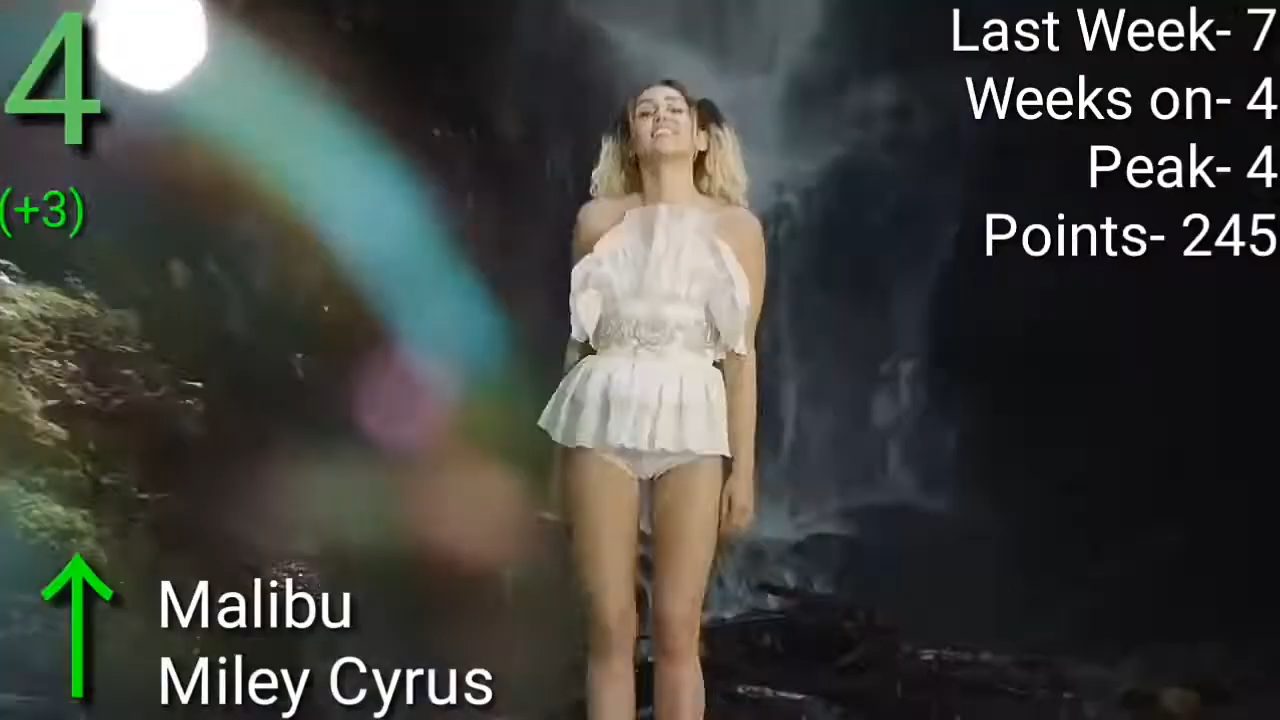 4
(+3)
Last Week- 7
Weeks on- 4
Peak- 4
Points- 245
Malibu
Miley Cyrus